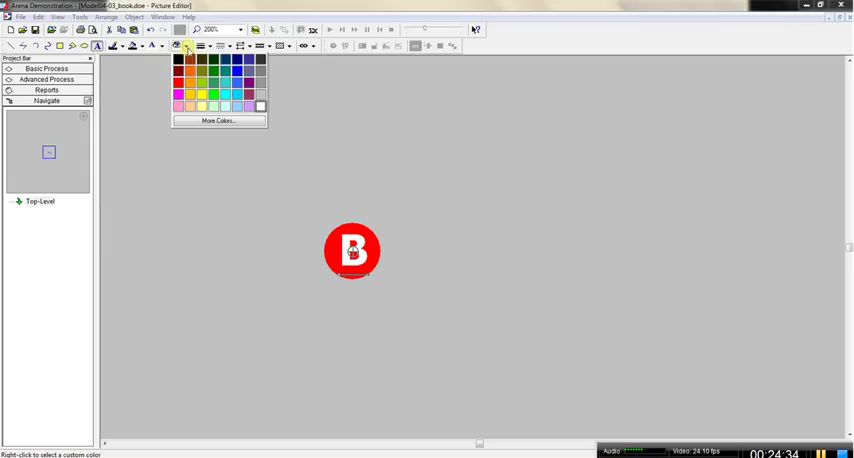 Arena Demonstration - [Model04-03_book.doe - Picture Editor]
File Edit View Tools Arrange Object Window Help
200%
A A
Project Bar
Basic Process
Advanced Process
Reports
Navigate
More Colors...
Top-Level
B
Right-click to select a custom color
Audio Video: 24.10 fps 00:24:34